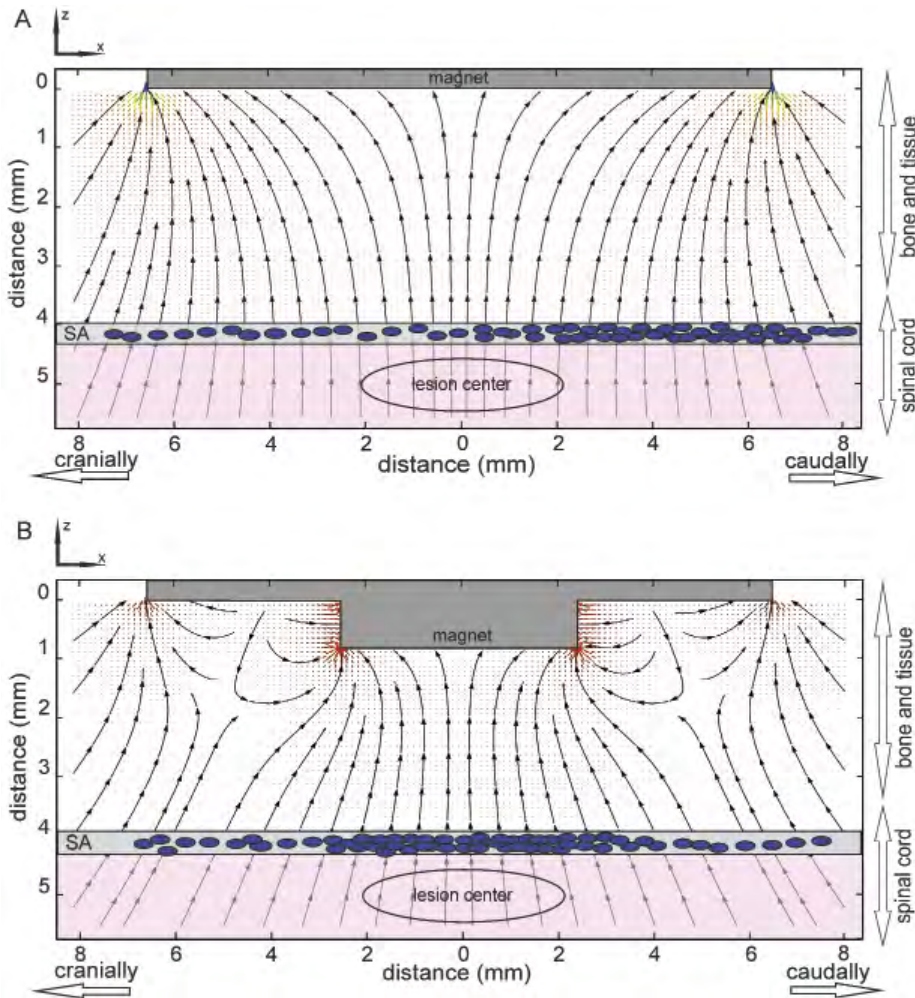 A
z
x
0
magnet
1
2
3
4
5
distance (mm)
SA
lesion center
bone and tissue
spinal cord
8 6 4 2 0 2 4 6 8
cranially
distance (mm)
caudally
B
z
x
0
magnet
1
2
3
4
5
distance (mm)
SA
lesion center
bone and tissue
spinal cord
8 6 4 2 0 2 4 6 8
cranially
distance (mm)
caudally